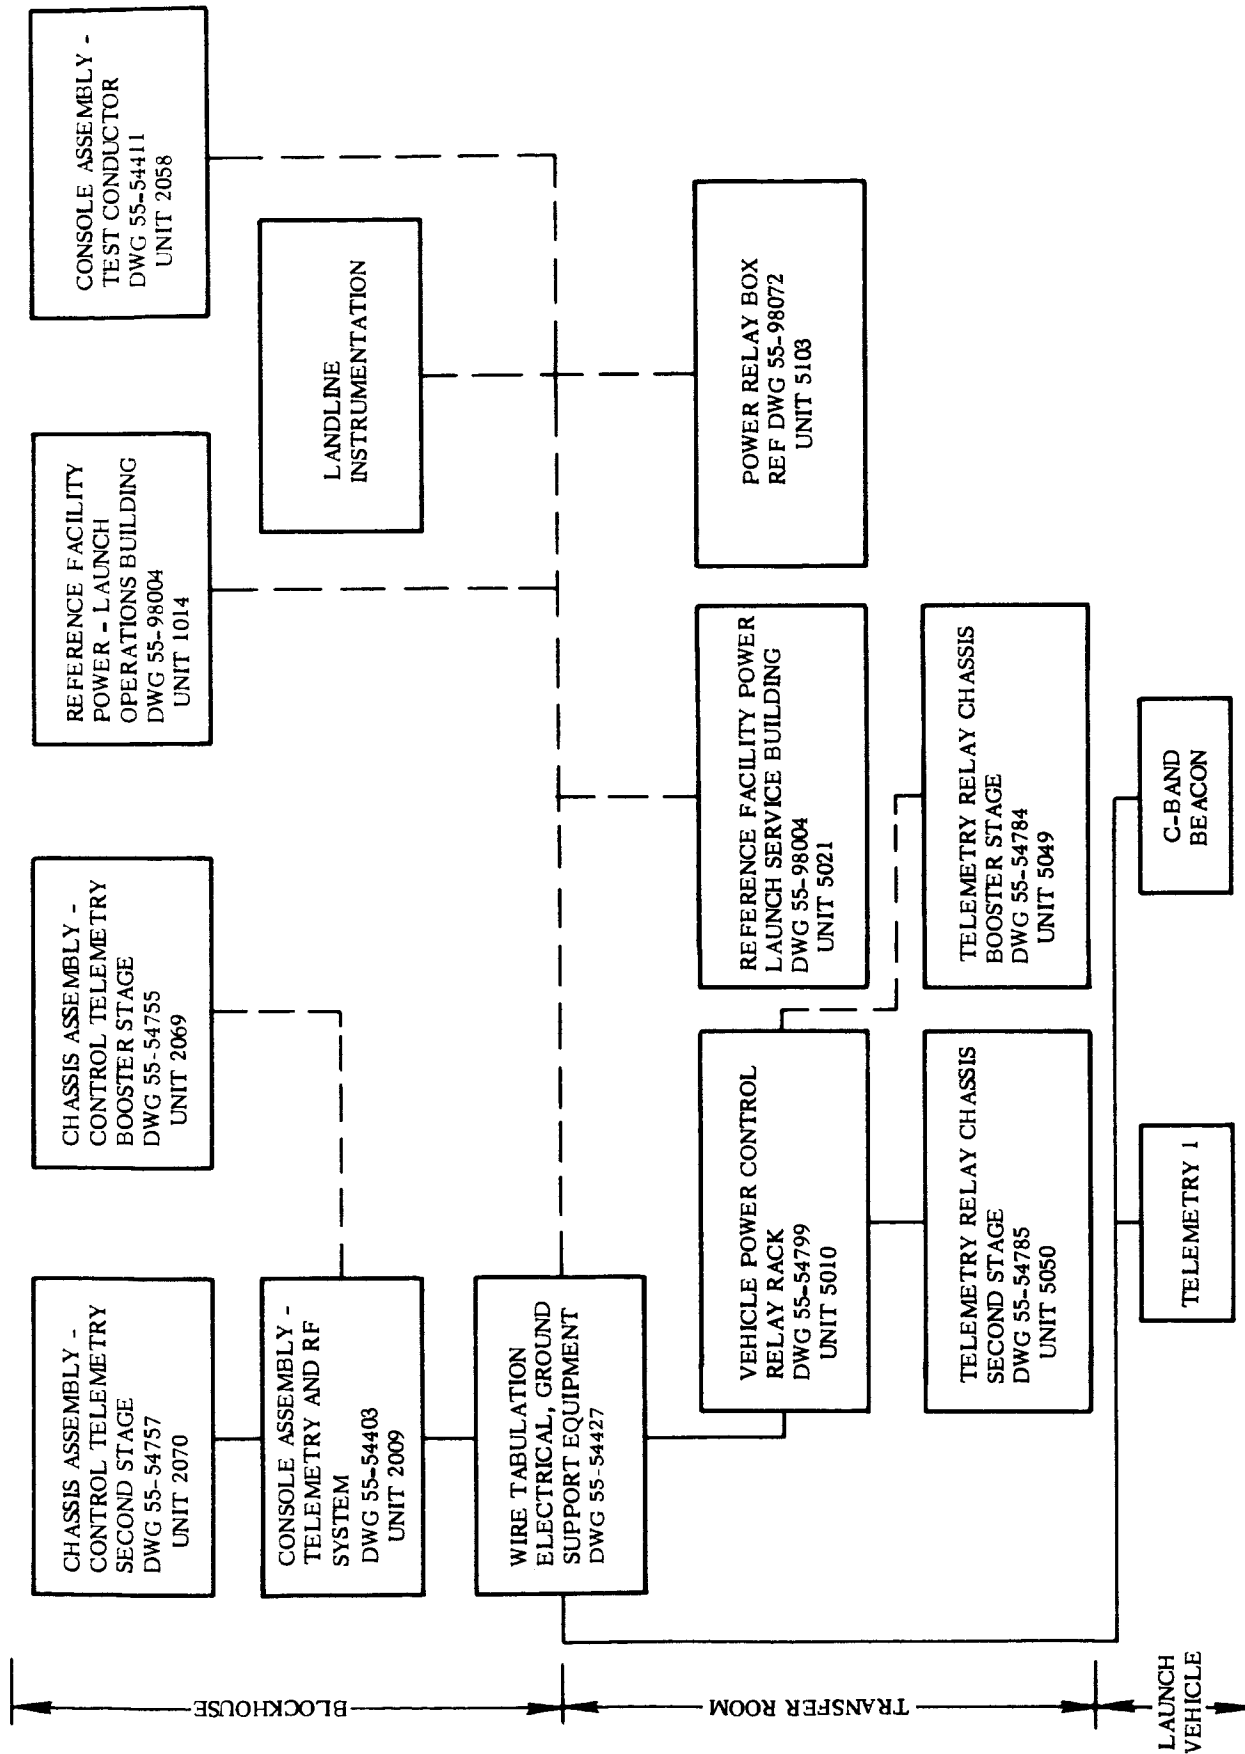 CHASSIS ASSEMBLY -
CONTROL TELEMETRY
SECOND STAGE
DWG 55-54757
UNIT 2070
CHASSIS ASSEMBLY -
CONTROL TELEMETRY
BOOSTER STAGE
DWG 55-54755
UNIT 2069
REFERENCE FACILITY
POWER - LAUNCH
OPERATIONS BUILDING
DWG 55-98004
UNIT 1014
CONSOLE ASSEMBLY -
TEST CONDUCTOR
DWG 55-54411
UNIT 2058
BLOCKHOUSE
CONSOLE ASSEMBLY -
TELEMETRY AND RF
SYSTEM
DWG 55-54403
UNIT 2009
LANDLINE
INSTRUMENTATION
WIRE TABULATION
ELECTRICAL, GROUND
SUPPORT EQUIPMENT
DWG 55-54427
TRANSFER ROOM
VEHICLE POWER CONTROL
RELAY RACK
DWG 55-54799
UNIT 5010
REFERENCE FACILITY POWER
LAUNCH SERVICE BUILDING
DWG 55-98004
UNIT 5021
POWER RELAY BOX
REF DWG 55-98072
UNIT 5103
TELEMETRY RELAY CHASSIS
SECOND STAGE
DWG 55-54785
UNIT 5050
TELEMETRY RELAY CHASSIS
BOOSTER STAGE
DWG 55-54784
UNIT 5049
LAUNCH
VEHICLE
TELEMETRY 1
C-BAND
BEACON